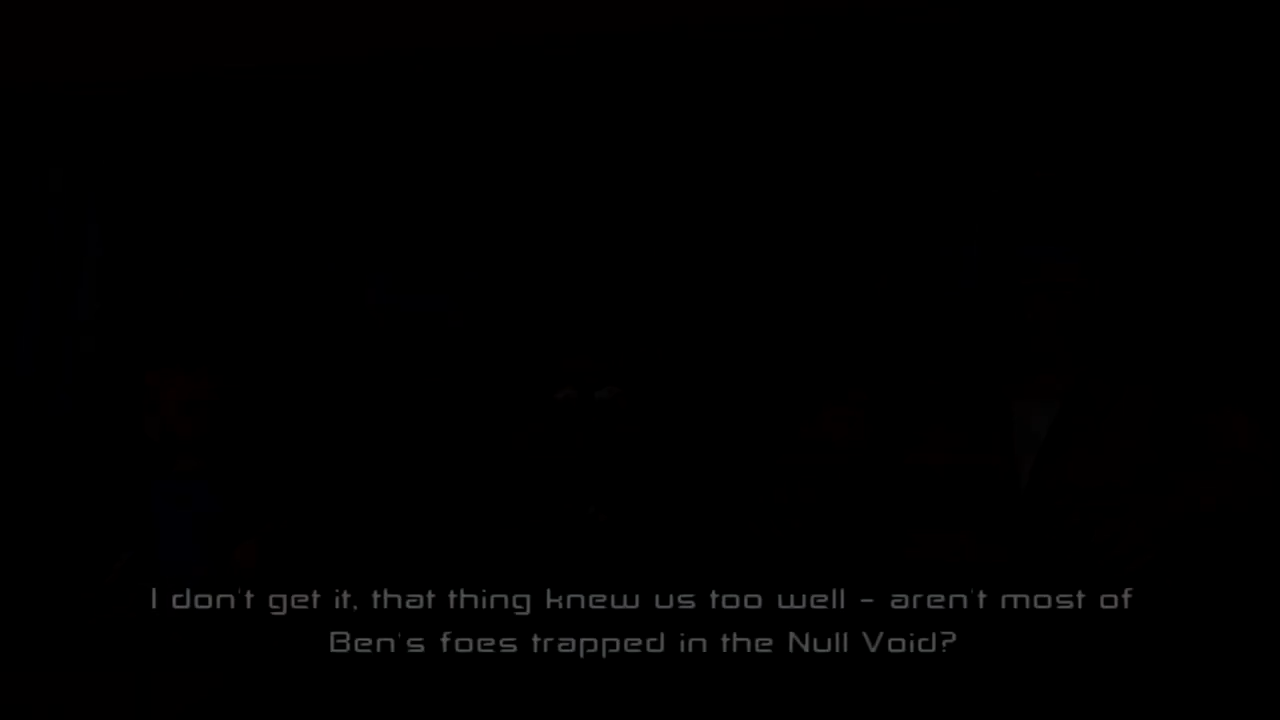 I don't get it, that thing knew us too well - aren't most of
Ben's foes trapped in the Null Void?